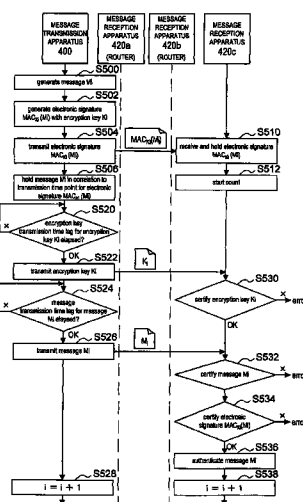 MESSAGE
TRANSMISSION
APPARATUS
400
MESSAGE
RECEPTION
APPARATUS
420a
(ROUTER)
MESSAGE
RECEPTION
APPARATUS
420b
(ROUTER)
MESSAGE
RECEPTION
APPARATUS
420c
S500
generate message Mi
S502
generate electronic signature
MACKi (Mi) with encryption key Ki
S504
transmit electronic signature
MACKi (Mi)
MACKi(Mi)
S510
receive and hold electronic signature
MACKi (Mi)
S506
hold message Mi in correlation to
transmission time point for electronic
signature MACKi (Mi)
S512
start count
S520
encryption key
transmission time lag for encryption
key Ki elapsed?
×
OK
S522
transmit encryption key Ki
Ki
S530
certify encryption key Ki
×
error
OK
S524
message
transmission time lag for message
Mi elapsed?
×
OK
S526
transmit message Mi
Mi
S532
certify message Mi
×
error
S534
certify electronic
signature MACKi(Mi)
×
error
OK
S536
authenticate message Mi
S528
i = i + 1
S538
i = i + 1